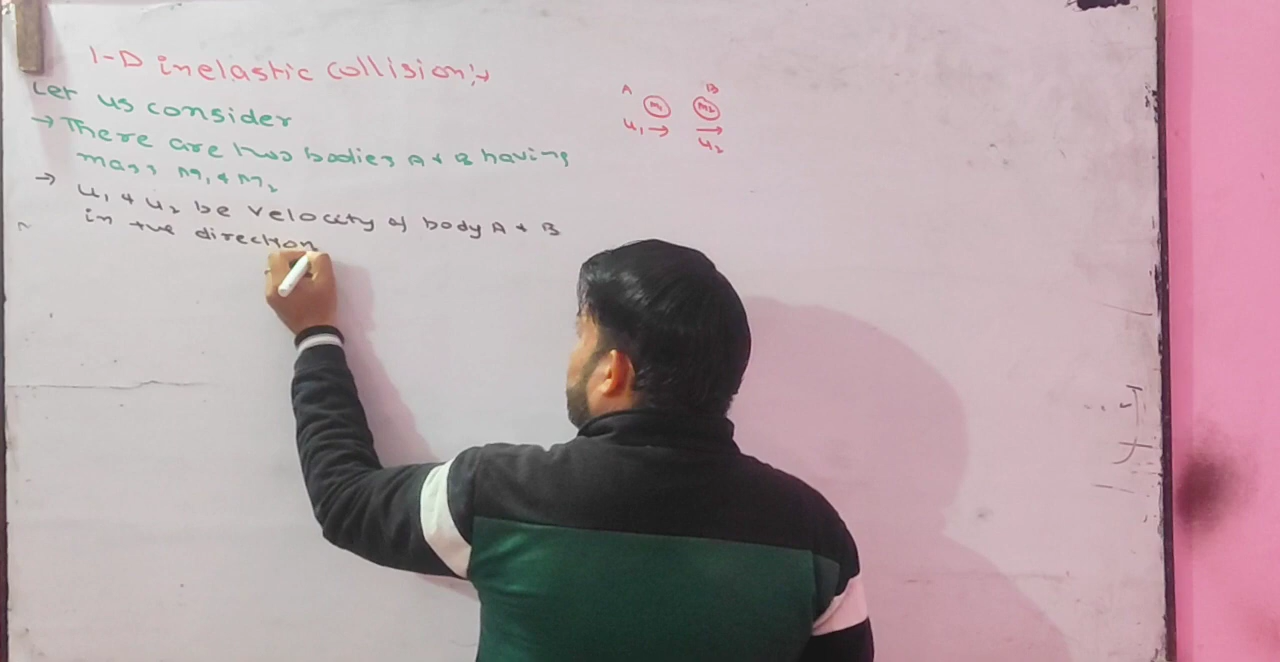 1-D inelastic collision:→
Let us consider
→ There are two bodies A & B having
mass m₁ & m₂
→ u₁ & u₂ be velocity of body A & B
in +ve direction
A B
m₁ m₂
u₁→ →
u₂